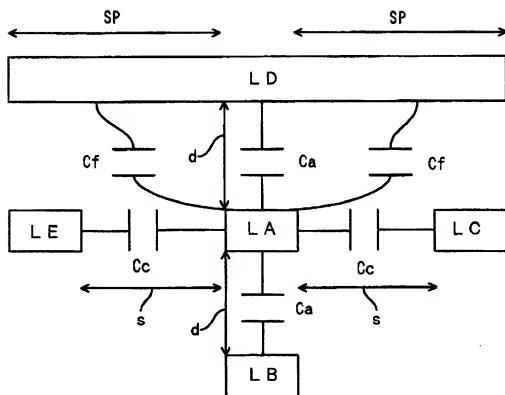 SP SP
LD
d
Cf Ca Cf
LE LA LC
Cc Cc
s d Ca s
LB